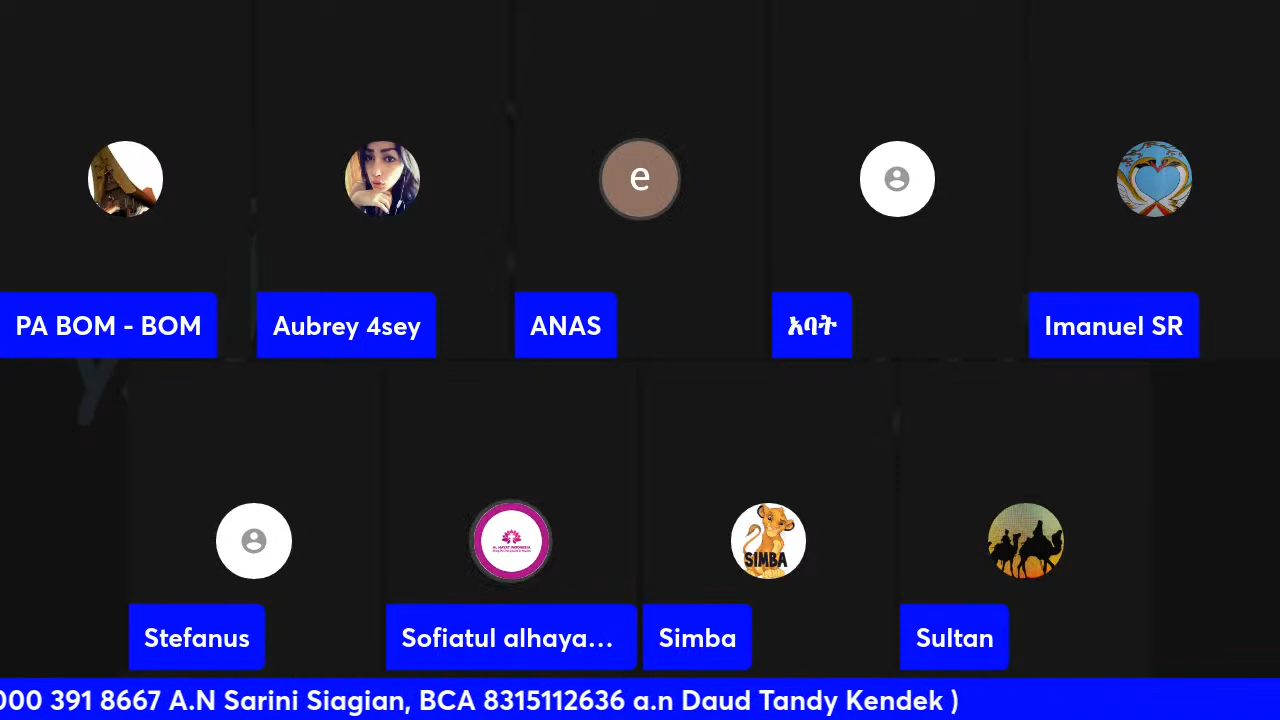 e
PA BOM - BOM
Aubrey 4sey
ANAS
አባት
Imanuel SR
SIMBA
Stefanus
Sofiatul alhaya...
Simba
Sultan
000 391 8667 A.N Sarini Siagian, BCA 8315112636 a.n Daud Tandy Kendek )